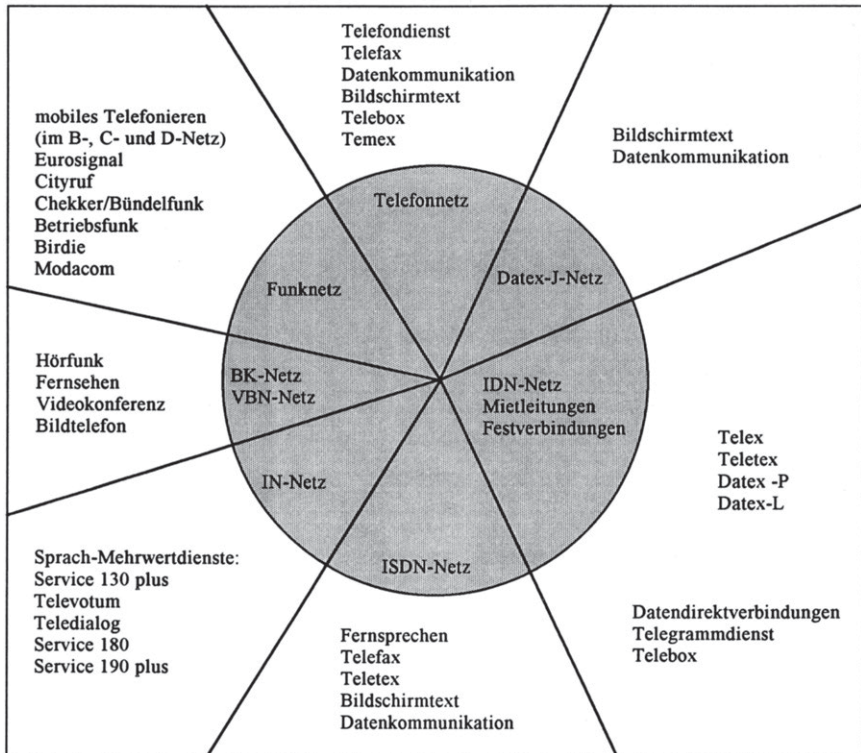 Telefondienst
Telefax
Datenkommunikation
Bildschirmtext
Telebox
Temex
mobiles Telefonieren
(im B-, C- und D-Netz)
Eurosignal
Cityruf
Chekker/Bündelfunk
Betriebsfunk
Birdie
Modacom
Bildschirmtext
Datenkommunikation
Telefonnetz
Funknetz
Datex-J-Netz
Hörfunk
Fernsehen
Videokonferenz
Bildtelefon
BK-Netz
VBN-Netz
IDN-Netz
Mietleitungen
Festverbindungen
Telex
Teletex
Datex -P
Datex-L
IN-Netz
ISDN-Netz
Sprach-Mehrwertdienste:
Service 130 plus
Televotum
Teledialog
Service 180
Service 190 plus
Fernsprechen
Telefax
Teletex
Bildschirmtext
Datenkommunikation
Datendirektverbindungen
Telegrammdienst
Telebox